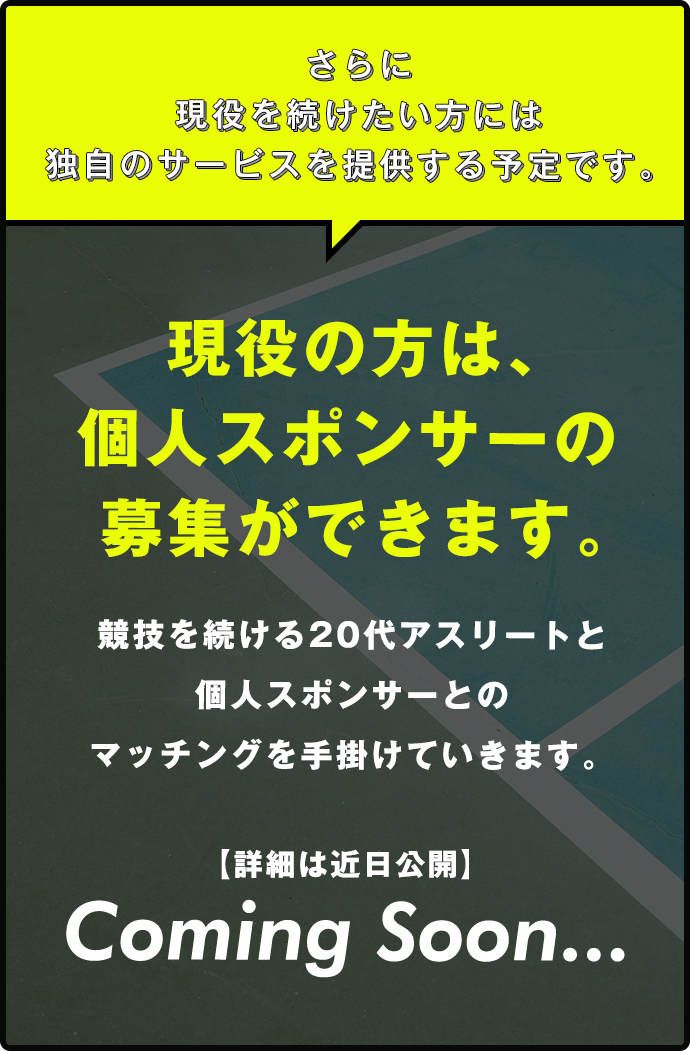 さらに
現役を続けたい方には
独自のサービスを提供する予定です。
現役の方は、
個人スポンサーの
募集ができます。
競技を続ける20代アスリートと
個人スポンサーとの
マッチングを手掛けていきます。
【詳細は近日公開】
Coming Soon...